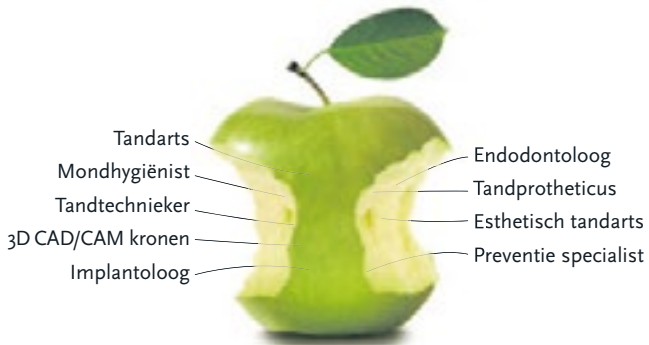 Tandarts
Mondhygiënist
Tandtechnieker
3D CAD/CAM kronen
Implantoloog
Endodontoloog
Tandprotheticus
Esthetisch tandarts
Preventie specialist